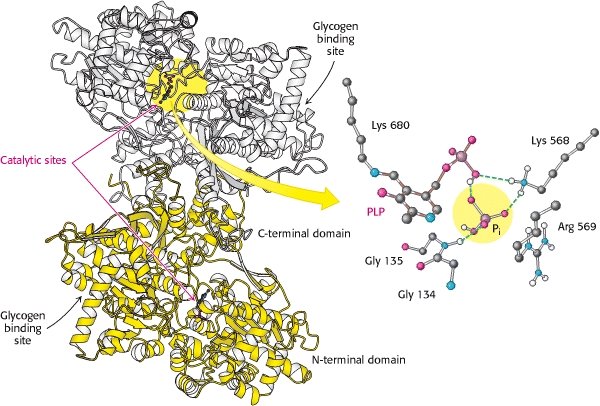 Glycogen
binding
site
Catalytic sites
C-terminal domain
Glycogen
binding
site
N-terminal domain
Lys 680
Lys 568
PLP
Pi
Arg 569
Gly 135
Gly 134